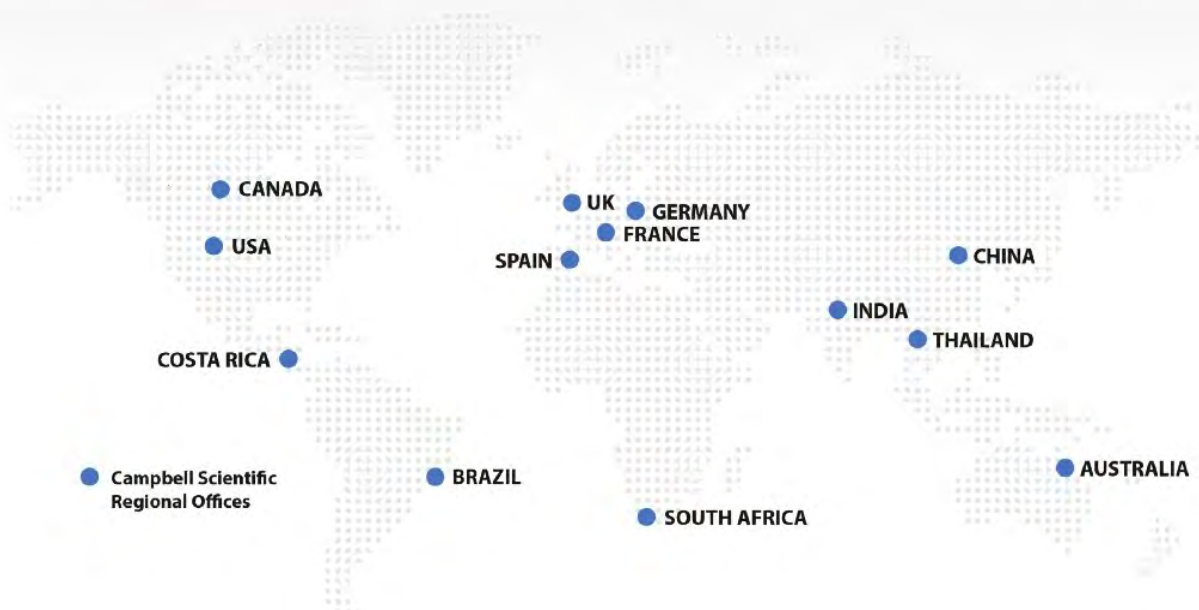 CANADA
UK
GERMANY
FRANCE
USA
SPAIN
CHINA
INDIA
THAILAND
COSTA RICA
Campbell Scientific
Regional Offices
BRAZIL
AUSTRALIA
SOUTH AFRICA